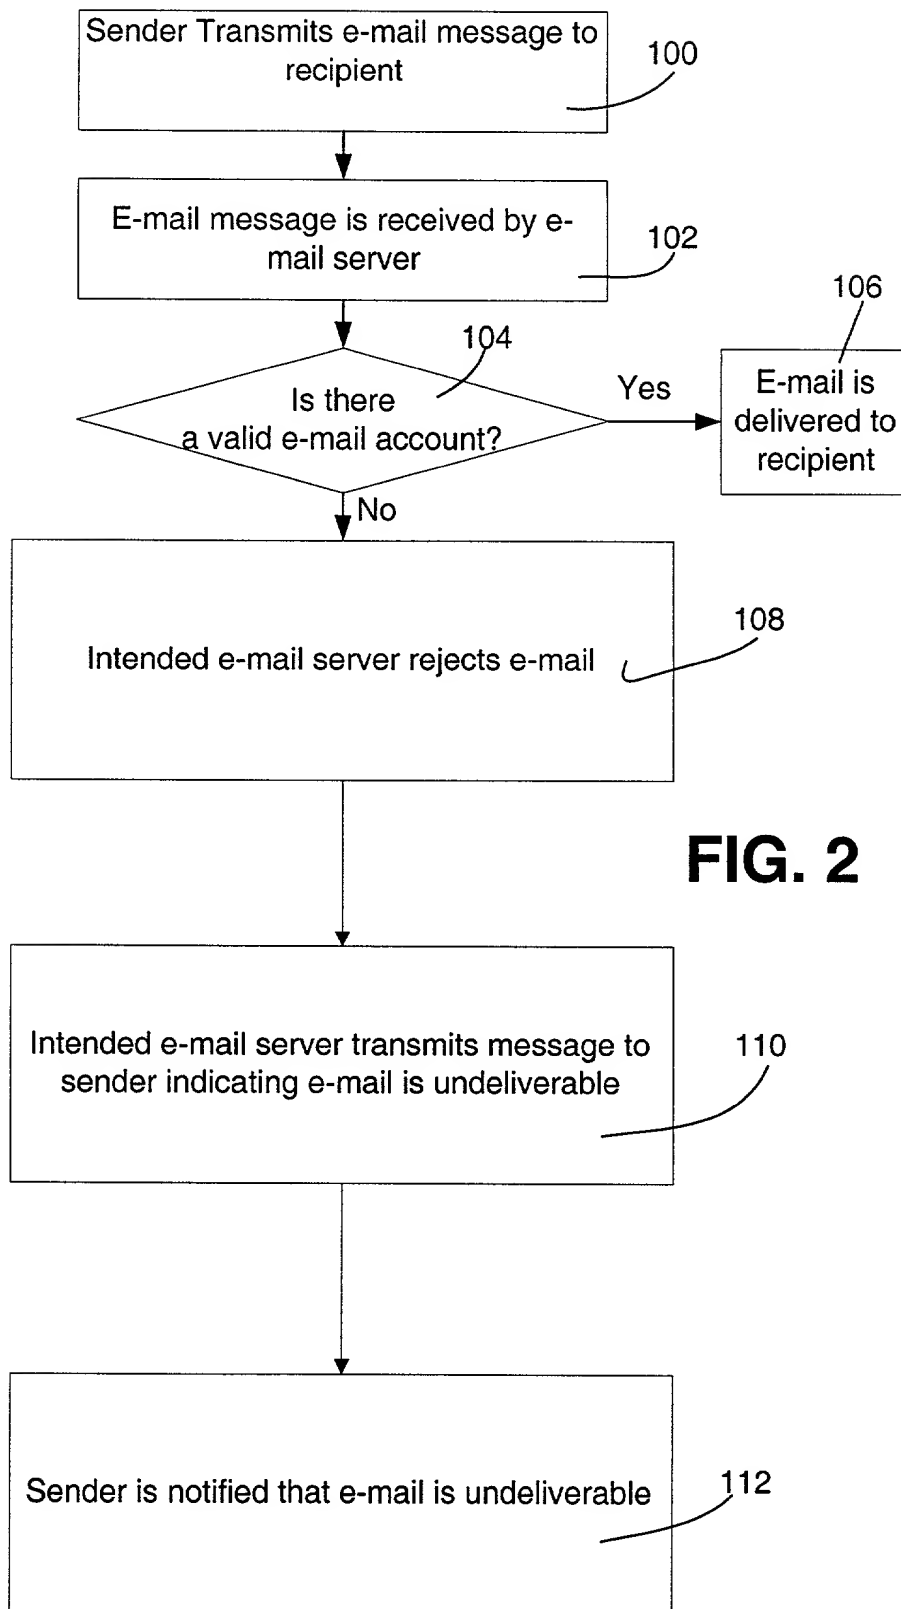 Sender Transmits e-mail message to
recipient
100
E-mail message is received by e-
mail server
102
104
Is there
a valid e-mail account?
Yes
106
E-mail is
delivered to
recipient
No
Intended e-mail server rejects e-mail
108
FIG. 2
Intended e-mail server transmits message to
sender indicating e-mail is undeliverable
110
Sender is notified that e-mail is undeliverable
112